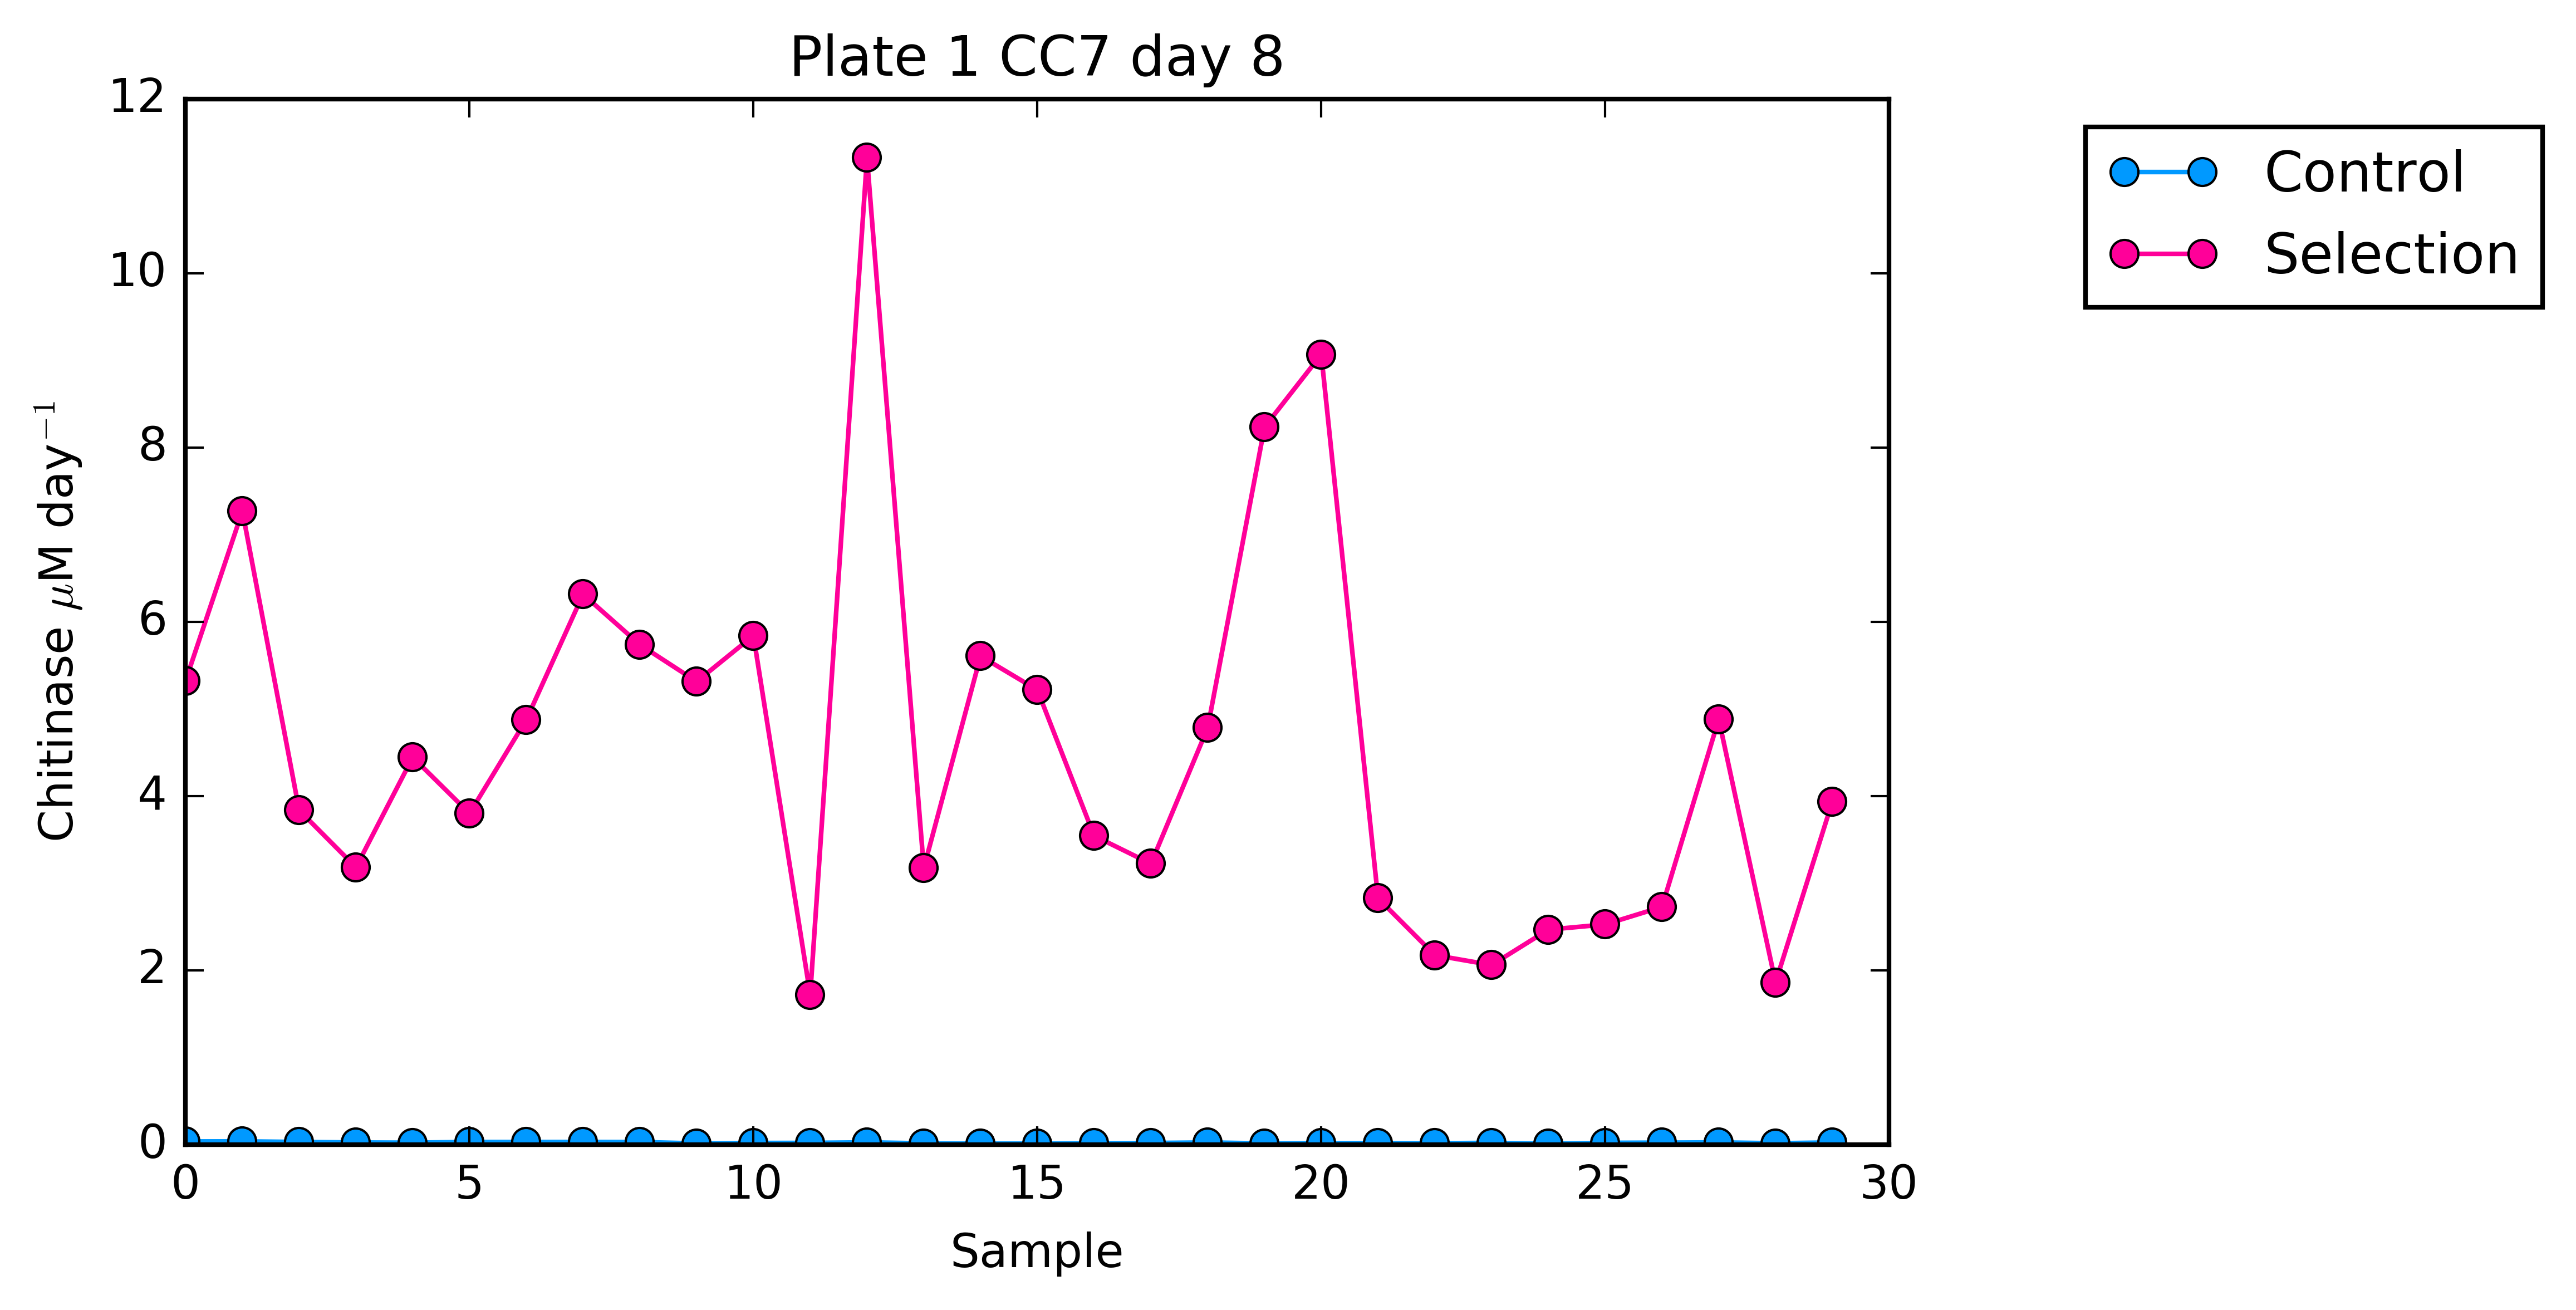 Plate 1 CC7 day 8
12
10
8
6
4
2
0
Chitinase μM day⁻¹
0 5 10 15 20 25 30
Sample
Control
Selection